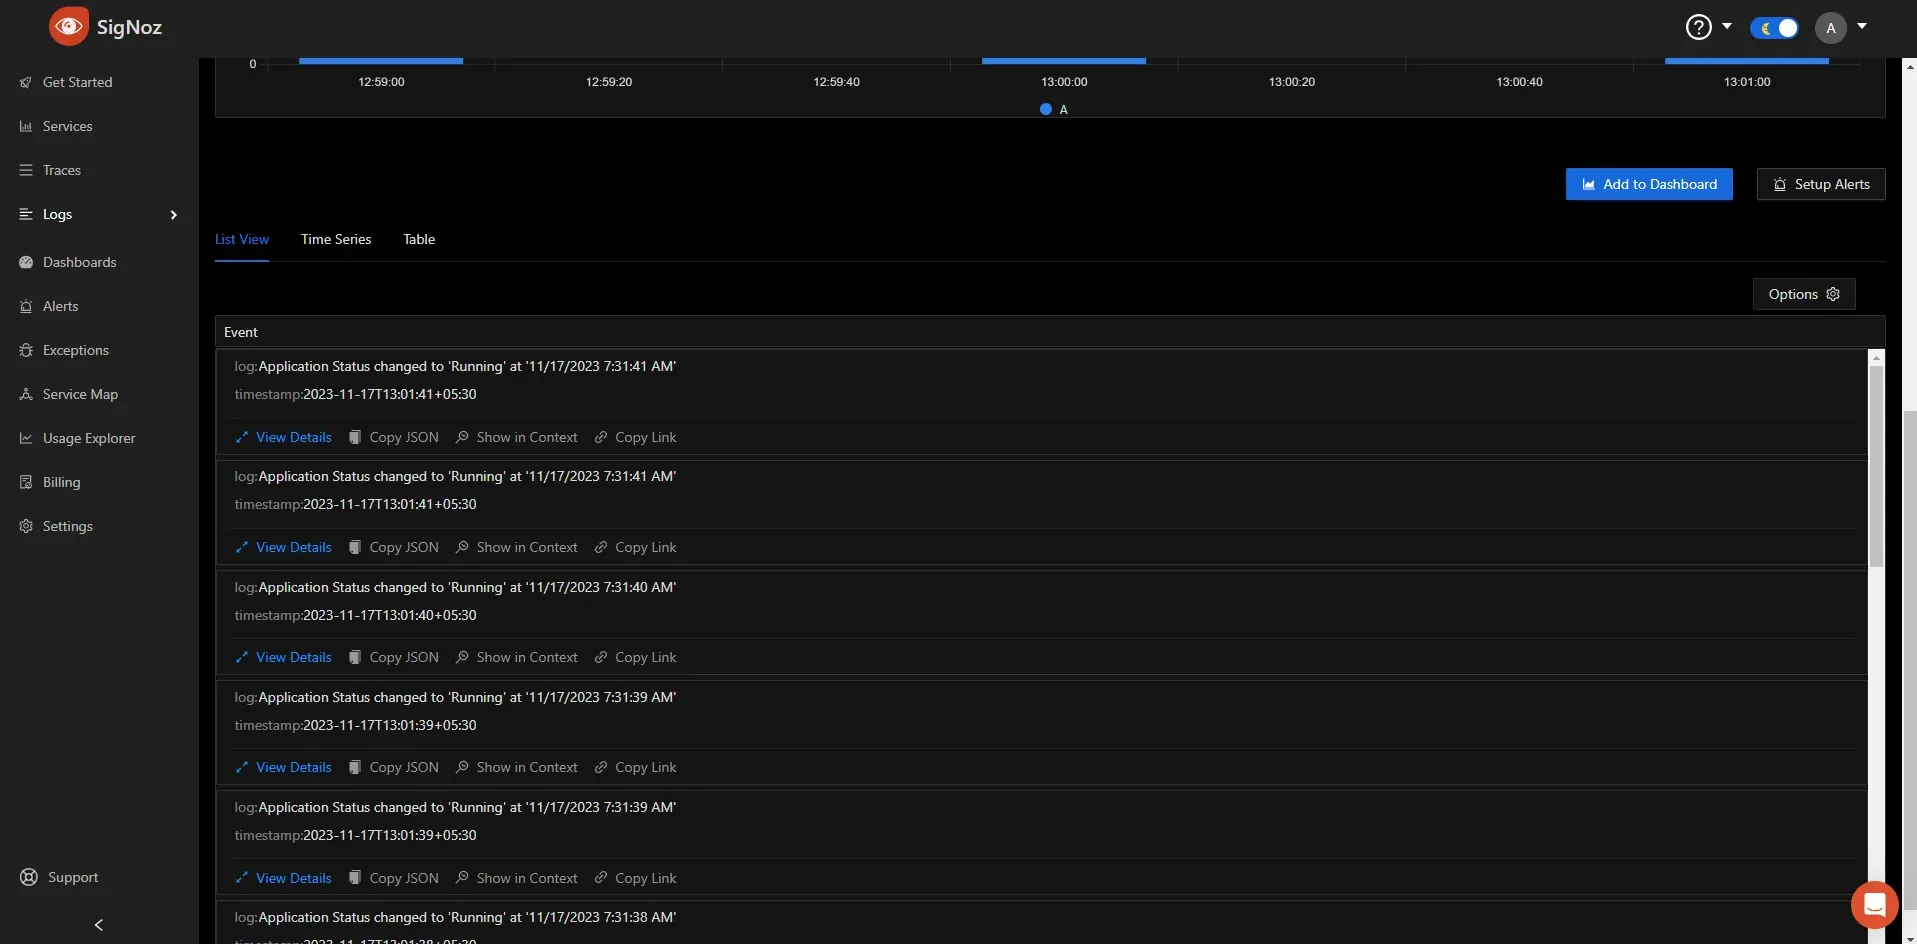 SigNoz
A
Get Started
Services
Traces
Logs
Dashboards
Alerts
Exceptions
Service Map
Usage Explorer
Billing
Settings
Support
0
12:59:00 12:59:20 12:59:40 13:00:00 13:00:20 13:00:40 13:01:00
A
Add to Dashboard Setup Alerts
List View Time Series Table
Options
Event
log:Application Status changed to 'Running' at '11/17/2023 7:31:41 AM'
timestamp:2023-11-17T13:01:41+05:30
View Details Copy JSON Show in Context Copy Link
log:Application Status changed to 'Running' at '11/17/2023 7:31:41 AM'
timestamp:2023-11-17T13:01:41+05:30
View Details Copy JSON Show in Context Copy Link
log:Application Status changed to 'Running' at '11/17/2023 7:31:40 AM'
timestamp:2023-11-17T13:01:40+05:30
View Details Copy JSON Show in Context Copy Link
log:Application Status changed to 'Running' at '11/17/2023 7:31:39 AM'
timestamp:2023-11-17T13:01:39+05:30
View Details Copy JSON Show in Context Copy Link
log:Application Status changed to 'Running' at '11/17/2023 7:31:39 AM'
timestamp:2023-11-17T13:01:39+05:30
View Details Copy JSON Show in Context Copy Link
log:Application Status changed to 'Running' at '11/17/2023 7:31:38 AM'
timestamp:2023-11-17T13:01:38+05:30